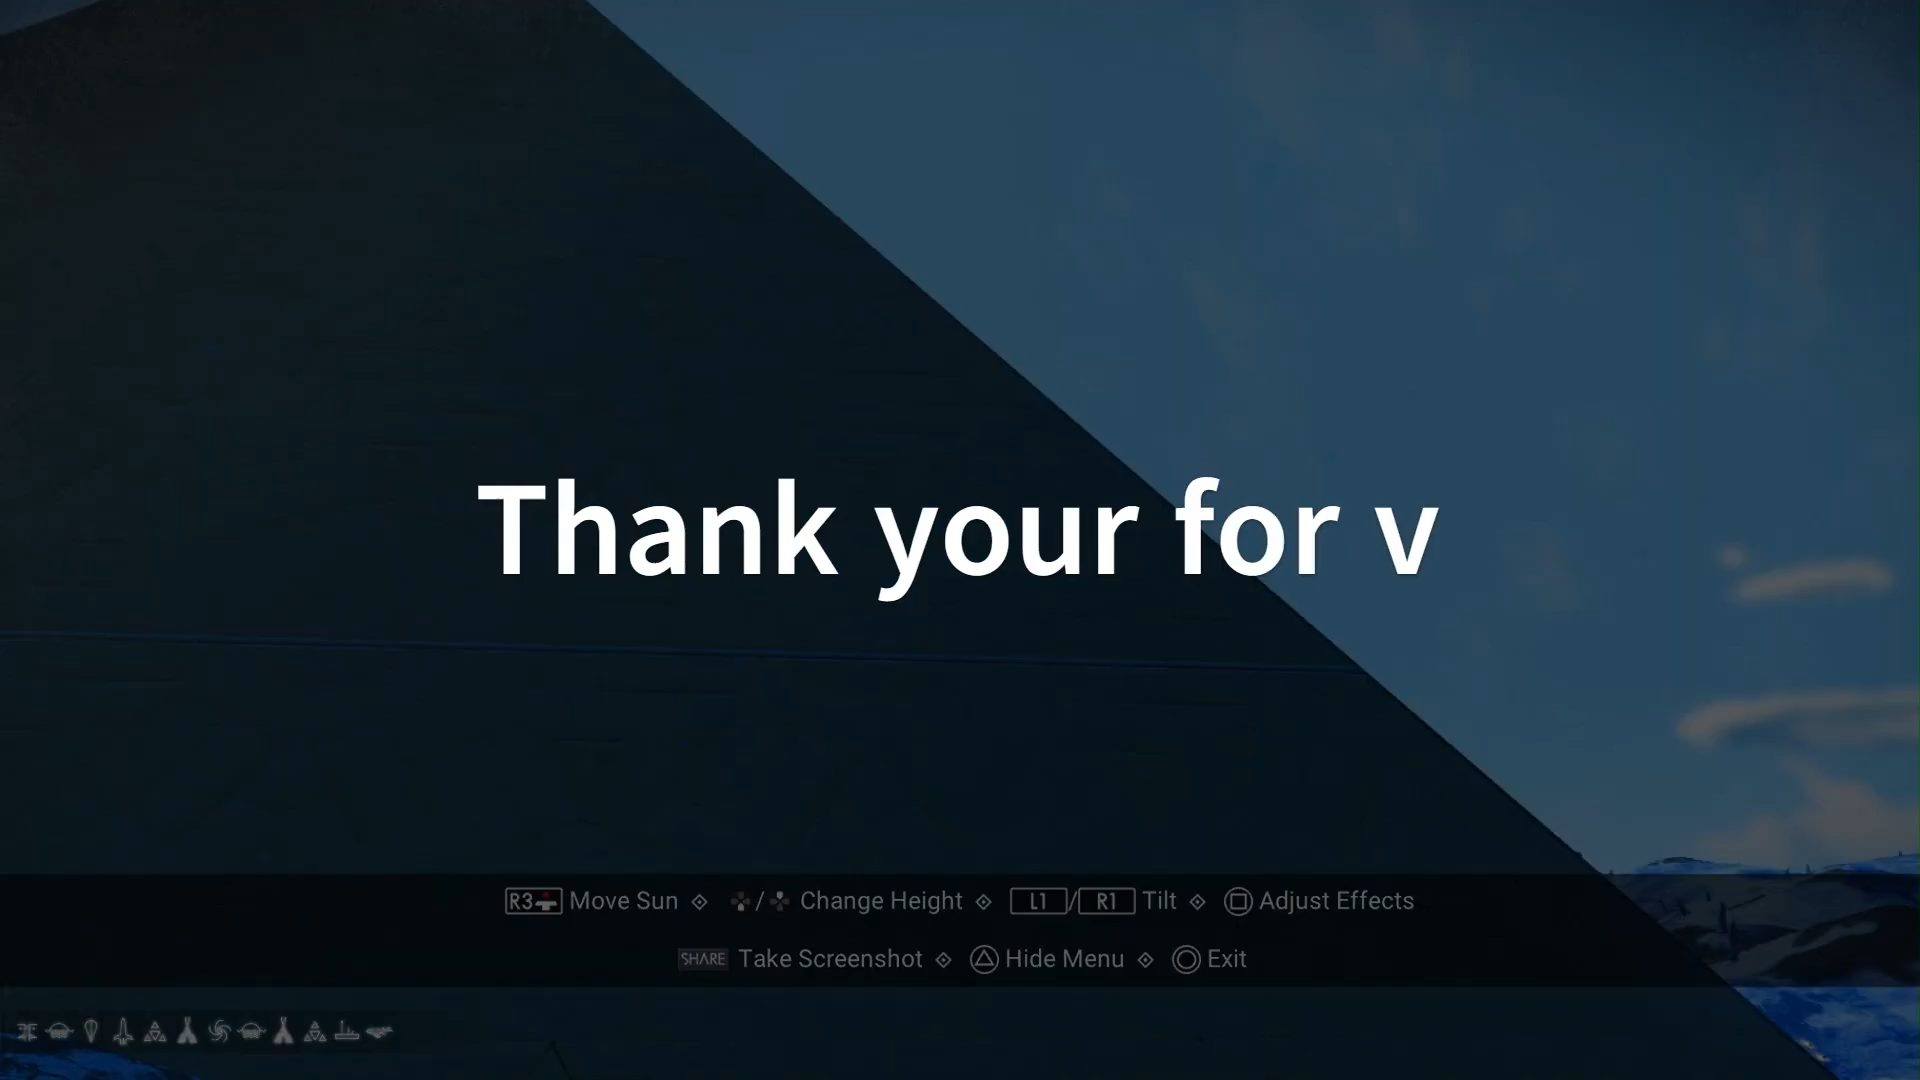 Thank your for v
R3 Move Sun / Change Height L1/R1 Tilt Adjust Effects
SHARE Take Screenshot Hide Menu Exit